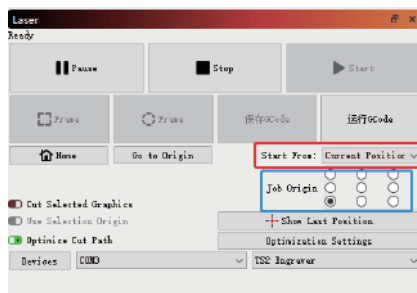 Laser
Ready
Pause Stop Start
Frame Frame 保存GCode 运行GCode
Home Go to Origin Start From: Current Position
Job Origin
Cut Selected Graphics
Use Selection Origin Show Last Position
Optimize Cut Path Optimization Settings
Devices COM3 TS2 Engraver